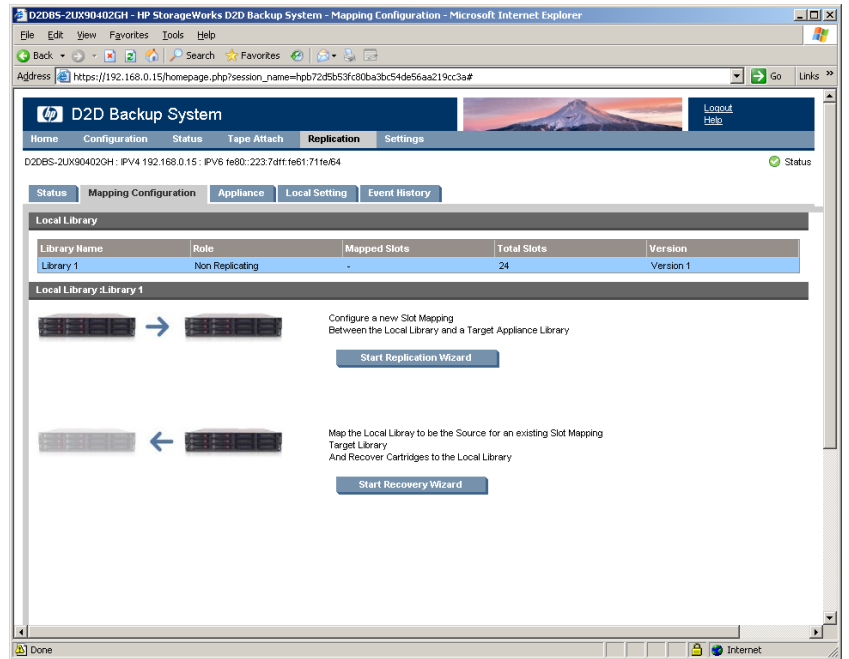 D2DBS-2UX90402GH - HP StorageWorks D2D Backup System - Mapping Configuration - Microsoft Internet Explorer
File Edit View Favorites Tools Help
Back Search Favorites
Address https://192.168.0.15/homepage.php?session_name=hpb72d5b53fc80ba3bc54de56aa219cc3a# Go Links »
hp D2D Backup System Logout
Help
Home Configuration Status Tape Attach Replication Settings
D2DBS-2UX90402GH : IPV4 192.168.0.15 : IPV6 fe80::223:7dff:fe61:71fe/64 Status
Status Mapping Configuration Appliance Local Setting Event History
Local Library
Library Name Role Mapped Slots Total Slots Version
Library 1 Non Replicating - 24 Version 1
Local Library :Library 1
Configure a new Slot Mapping
Between the Local Library and a Target Appliance Library
Start Replication Wizard
Map the Local Libray to be the Source for an existing Slot Mapping
Target Library
And Recover Cartridges to the Local Library
Start Recovery Wizard
Done Internet